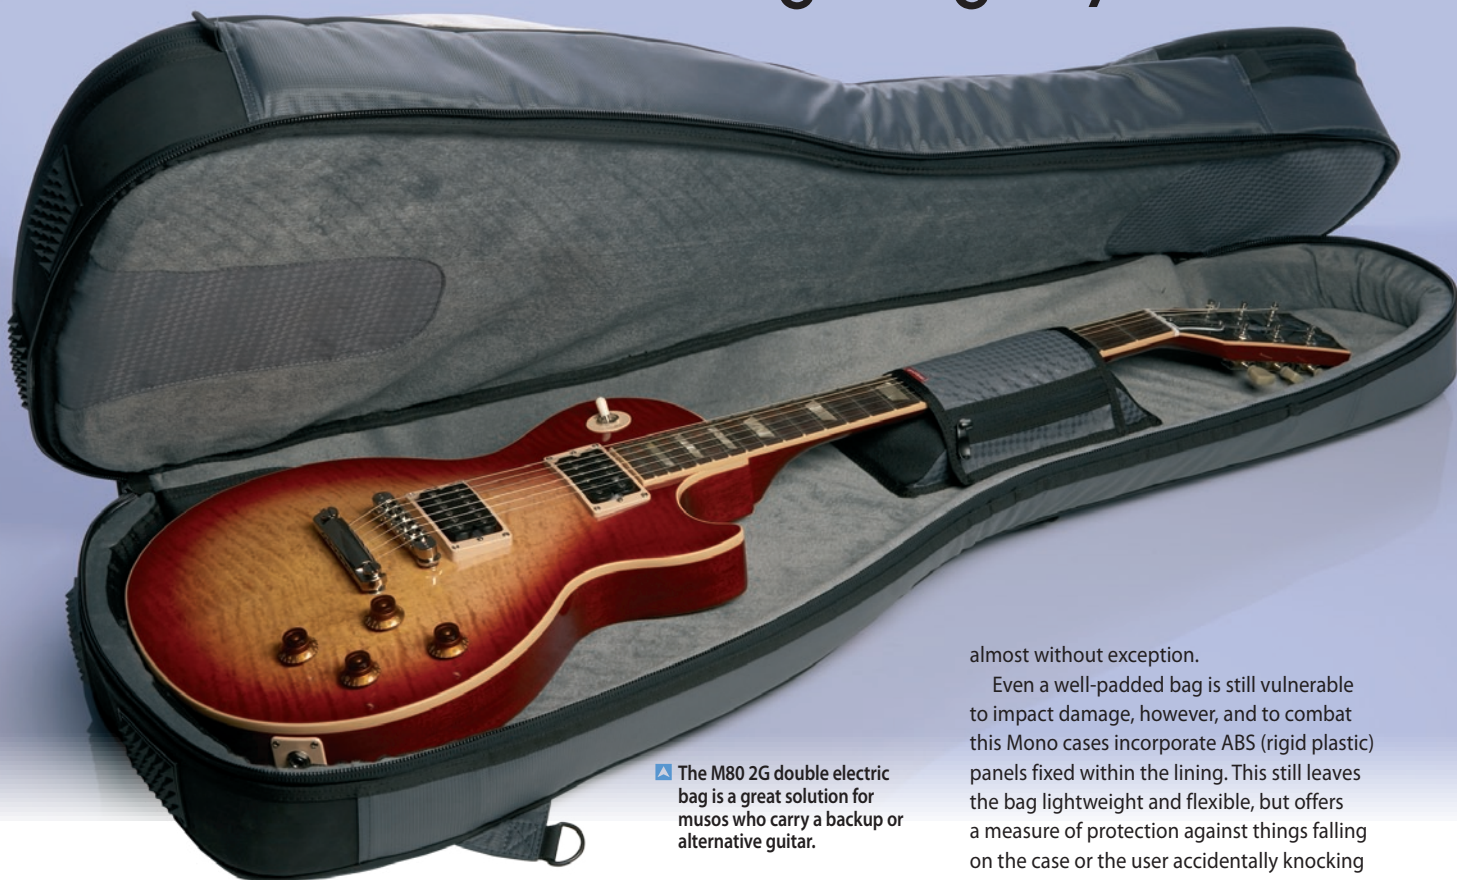 The M80 2G double electric
bag is a great solution for
musos who carry a backup or
alternative guitar.
almost without exception.
Even a well-padded bag is still vulnerable
to impact damage, however, and to combat
this Mono cases incorporate ABS (rigid plastic)
panels fixed within the lining. This still leaves
the bag lightweight and flexible, but offers
a measure of protection against things falling
on the case or the user accidentally knocking